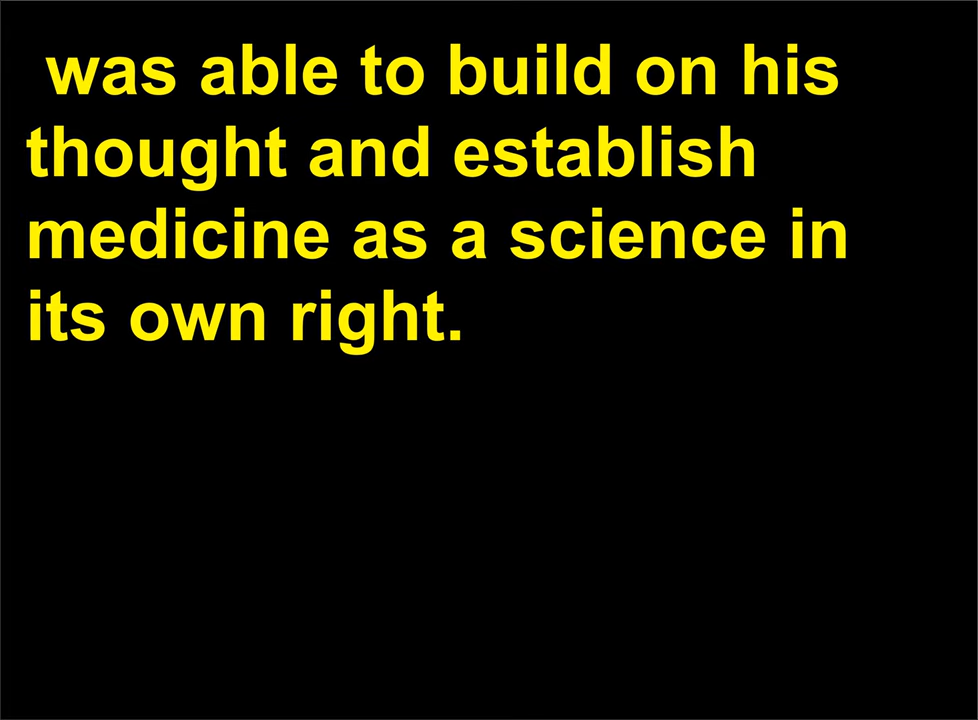 was able to build on his
thought and establish
medicine as a science in
its own right.